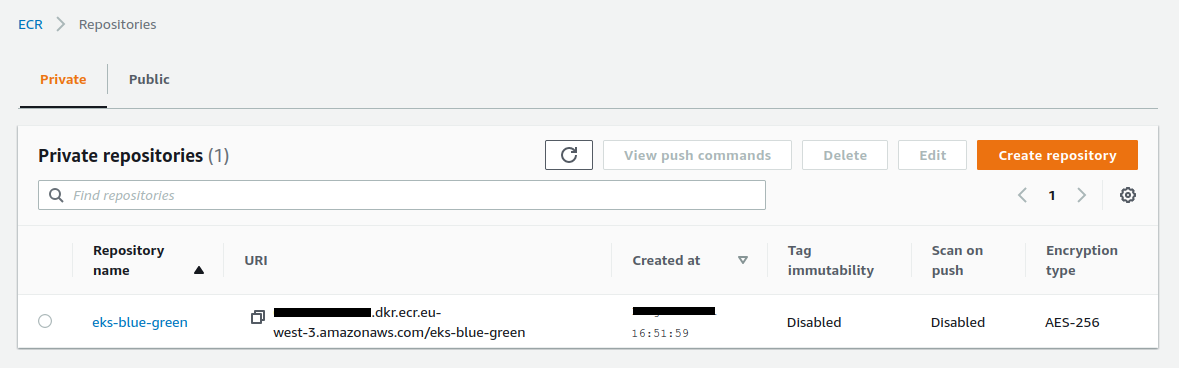 ECR > Repositories
Private Public
Private repositories (1) View push commands Delete Edit Create repository
Find repositories 1
Repository name URI Created at Tag immutability Scan on push Encryption type
eks-blue-green .dkr.ecr.eu-west-3.amazonaws.com/eks-blue-green 16:51:59 Disabled Disabled AES-256